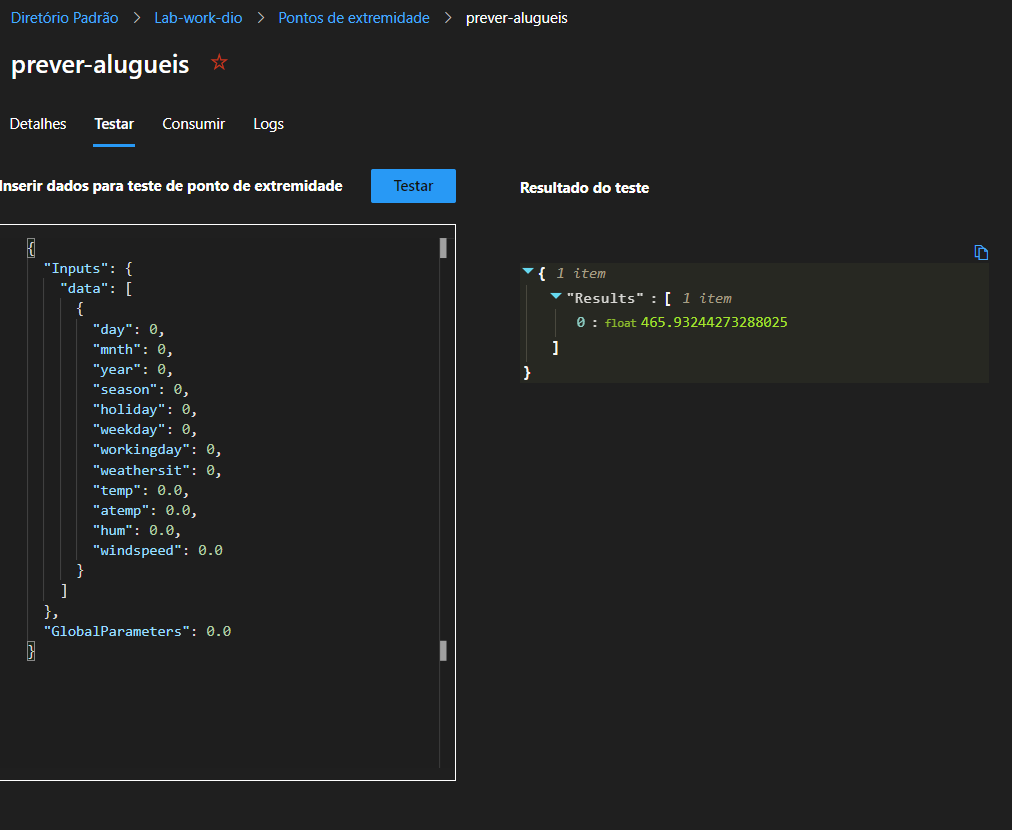 Diretório Padrão > Lab-work-dio > Pontos de extremidade > prever-alugueis
prever-alugueis
Detalhes Testar Consumir Logs
Inserir dados para teste de ponto de extremidade Testar
{
"Inputs": {
"data": [
{
"day": 0,
"mnth": 0,
"year": 0,
"season": 0,
"holiday": 0,
"weekday": 0,
"workingday": 0,
"weathersit": 0,
"temp": 0.0,
"atemp": 0.0,
"hum": 0.0,
"windspeed": 0.0
}
]
},
"GlobalParameters": 0.0
}
Resultado do teste
{ 1 item
"Results" : [ 1 item
0 : float 465.93244273288025
]
}